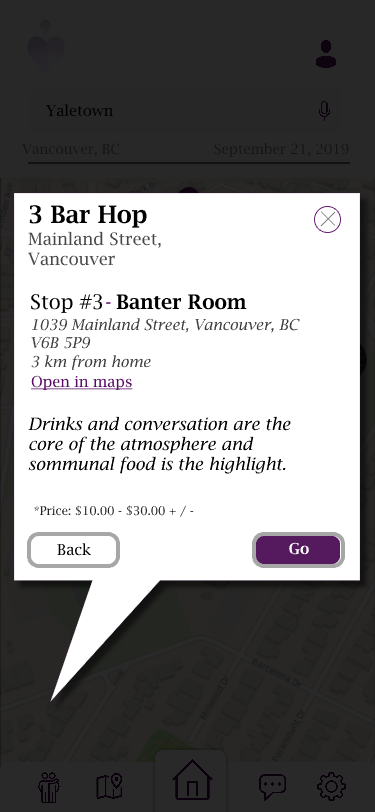 Yaletown
Vancouver, BC September 21, 2019
3 Bar Hop
Mainland Street,
Vancouver
Stop #3- Banter Room
1039 Mainland Street, Vancouver, BC
V6B 5P9
3 km from home
Open in maps
Drinks and conversation are the
core of the atmosphere and
sommunal food is the highlight.
*Price: $10.00 - $30.00 + / -
Back Go